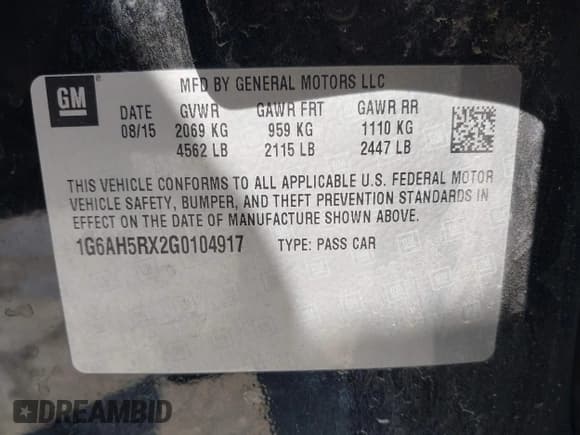 GM
MFD BY GENERAL MOTORS LLC
DATE GVWR GAWR FRT GAWR RR
08/15 2069 KG 959 KG 1110 KG
4562 LB 2115 LB 2447 LB
THIS VEHICLE CONFORMS TO ALL APPLICABLE U.S. FEDERAL MOTOR
VEHICLE SAFETY, BUMPER, AND THEFT PREVENTION STANDARDS IN
EFFECT ON THE DATE OF MANUFACTURE SHOWN ABOVE.
1G6AH5RX2G0104917 TYPE: PASS CAR
DREAMBID